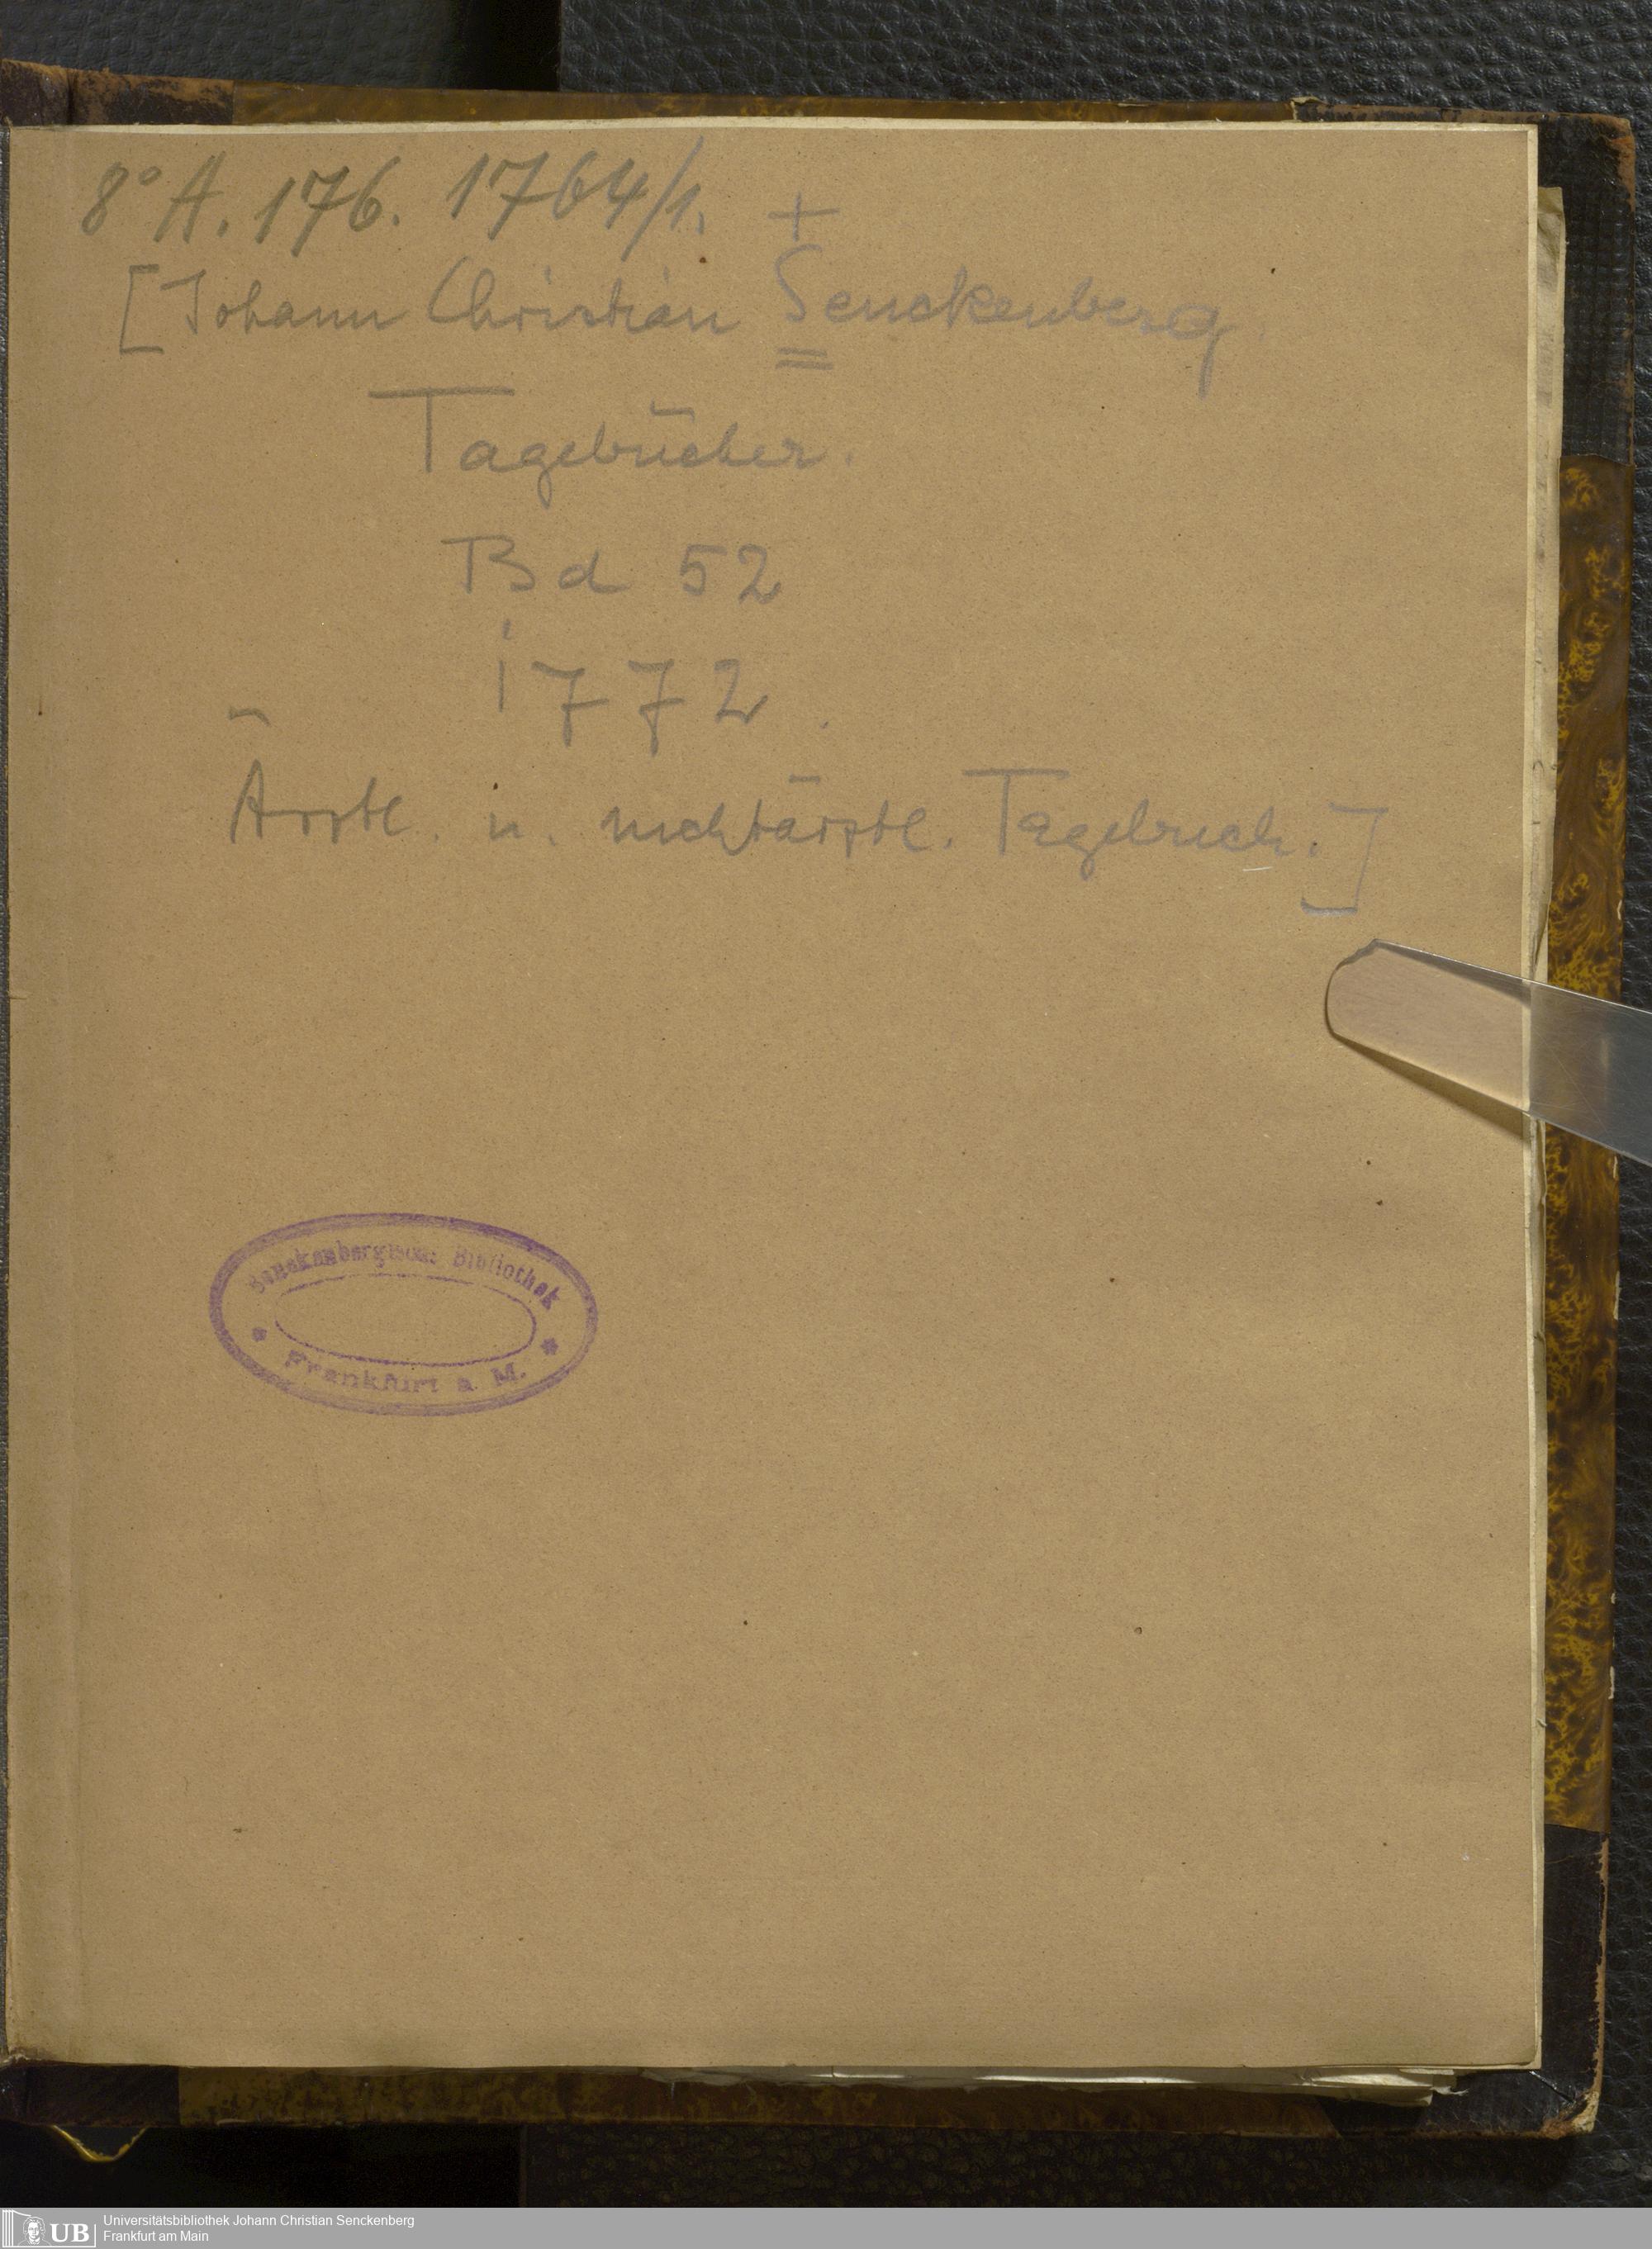 8° A. 176. 1764/1. +
[Johann Christian Senckenberg.
Tagebücher.
Bd 52
1772.
Ärztl. u. nichtärztl. Tagebuch.]
Senckenbergische Bibliothek
* Frankfurt a. M. *
UB
Universitätsbibliothek Johann Christian Senckenberg
Frankfurt am Main